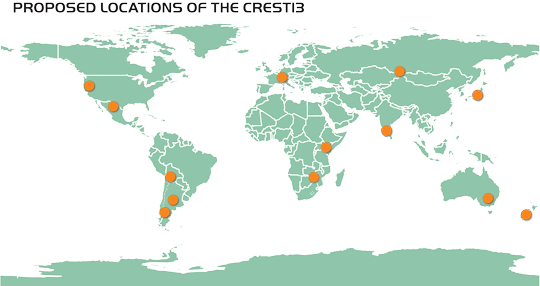 PROPOSED LOCATIONS OF THE CREST13